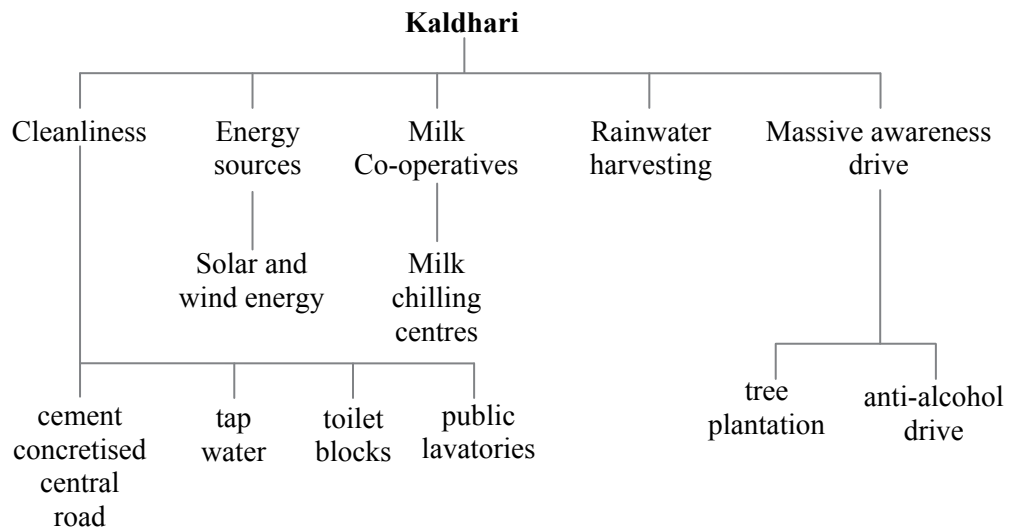 Kaldhari
Cleanliness
Energy
sources
Milk
Co-operatives
Rainwater
harvesting
Massive awareness
drive
Solar and
wind energy
Milk
chilling
centres
cement
concretised
central
road
tap
water
toilet
blocks
public
lavatories
tree
plantation
anti-alcohol
drive